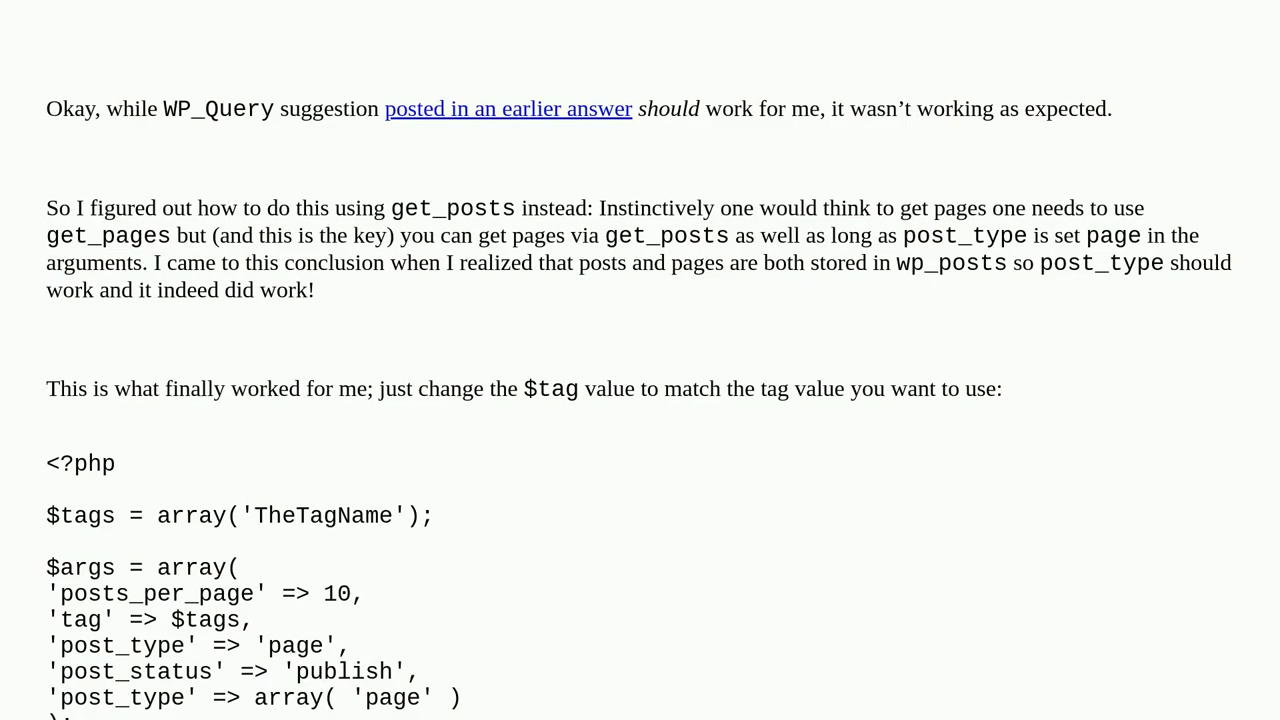 Okay, while WP_Query suggestion posted in an earlier answer should work for me, it wasn’t working as expected.
So I figured out how to do this using get_posts instead: Instinctively one would think to get pages one needs to use
get_pages but (and this is the key) you can get pages via get_posts as well as long as post_type is set page in the
arguments. I came to this conclusion when I realized that posts and pages are both stored in wp_posts so post_type should
work and it indeed did work!
This is what finally worked for me; just change the $tag value to match the tag value you want to use:
<?php
$tags = array('TheTagName');
$args = array(
'posts_per_page' => 10,
'tag' => $tags,
'post_type' => 'page',
'post_status' => 'publish',
'post_type' => array( 'page' )
);